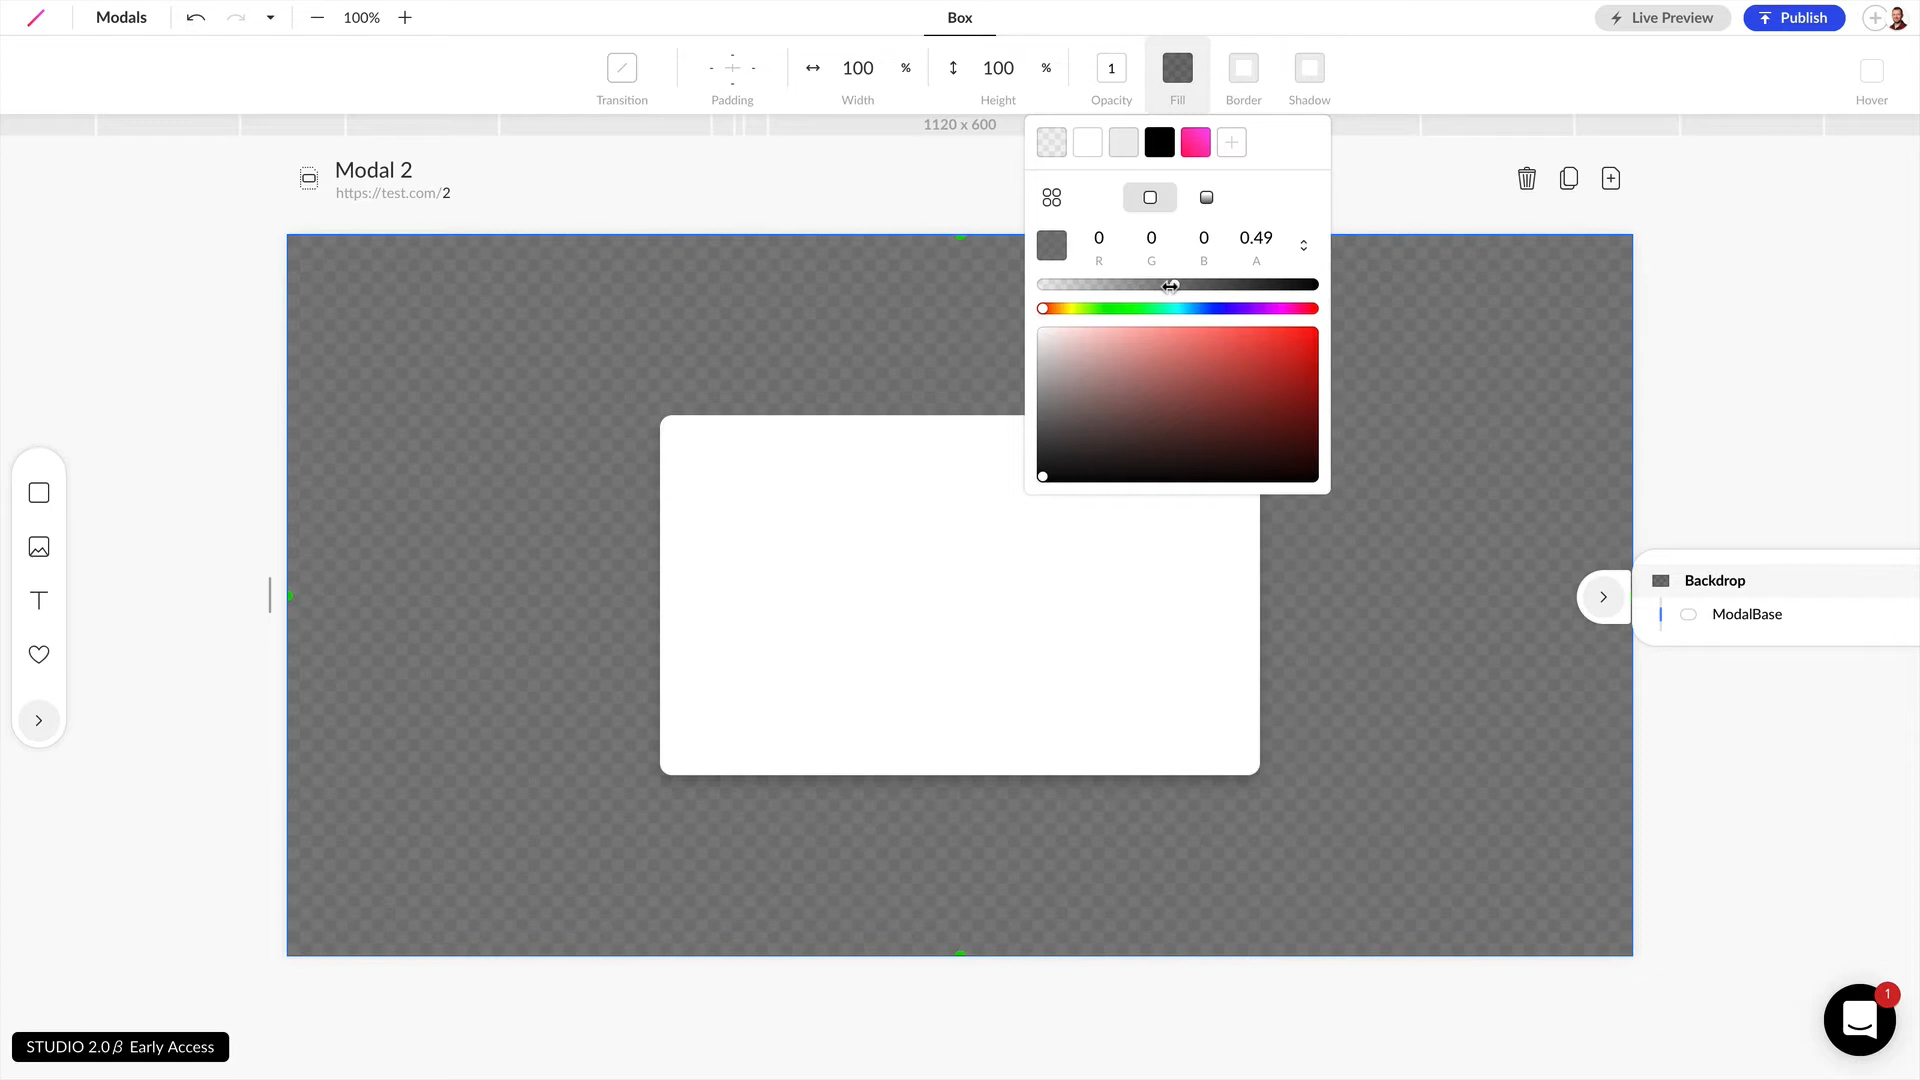 Modals
100%
Box
Live Preview
Publish
100 %
100 %
1
Transition
Padding
Width
Height
Opacity
Fill
Border
Shadow
Hover
1120 x 600
Modal 2
https://test.com/2
0
0
0
0.49
R
G
B
A
Backdrop
ModalBase
1
STUDIO 2.0 β Early Access